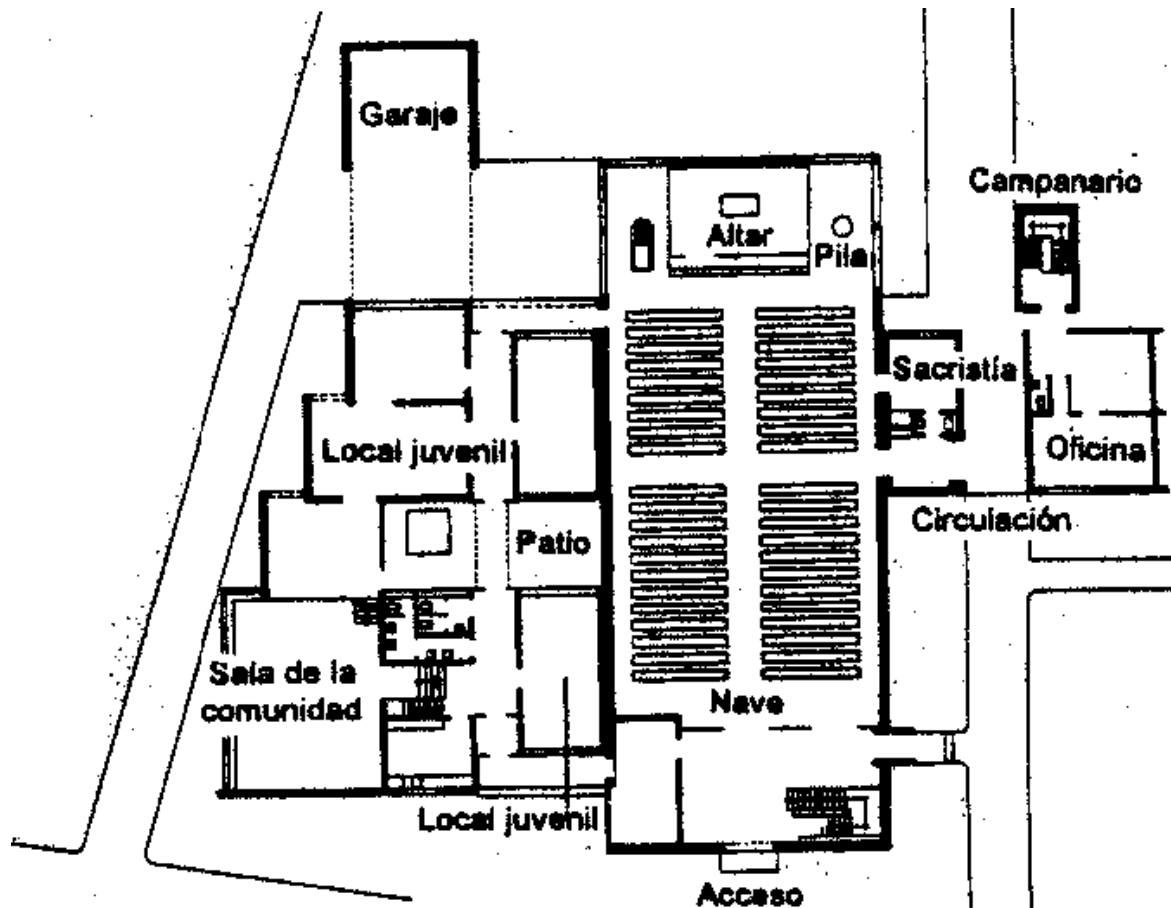 Garaje
Campanario
Altar
Pila
Sacristía
Local juvenil
Oficina
Circulación
Patio
Sala de la
comunidad
Nave
Local juvenil
Acceso